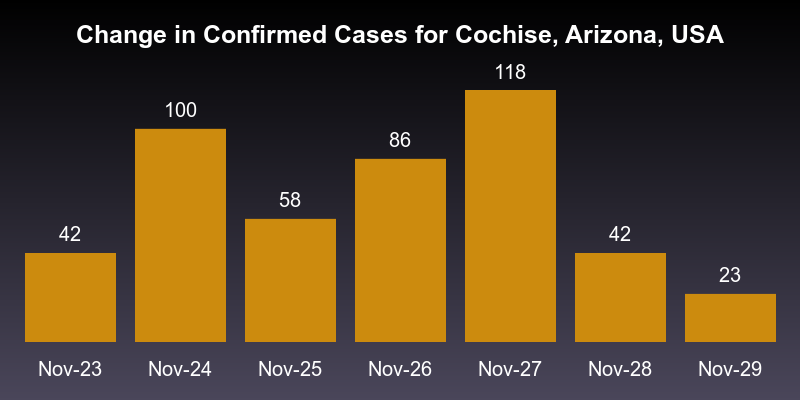 Change in Confirmed Cases for Cochise, Arizona, USA
42
100
58
86
118
42
23
Nov-23
Nov-24
Nov-25
Nov-26
Nov-27
Nov-28
Nov-29